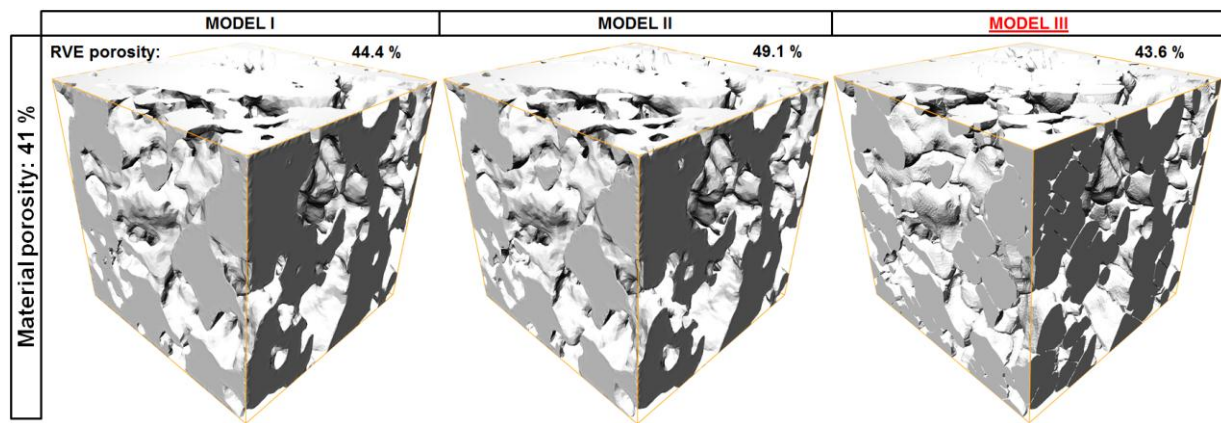 MODEL I
MODEL II
MODEL III
Material porosity: 41 %
RVE porosity:
44.4 %
49.1 %
43.6 %